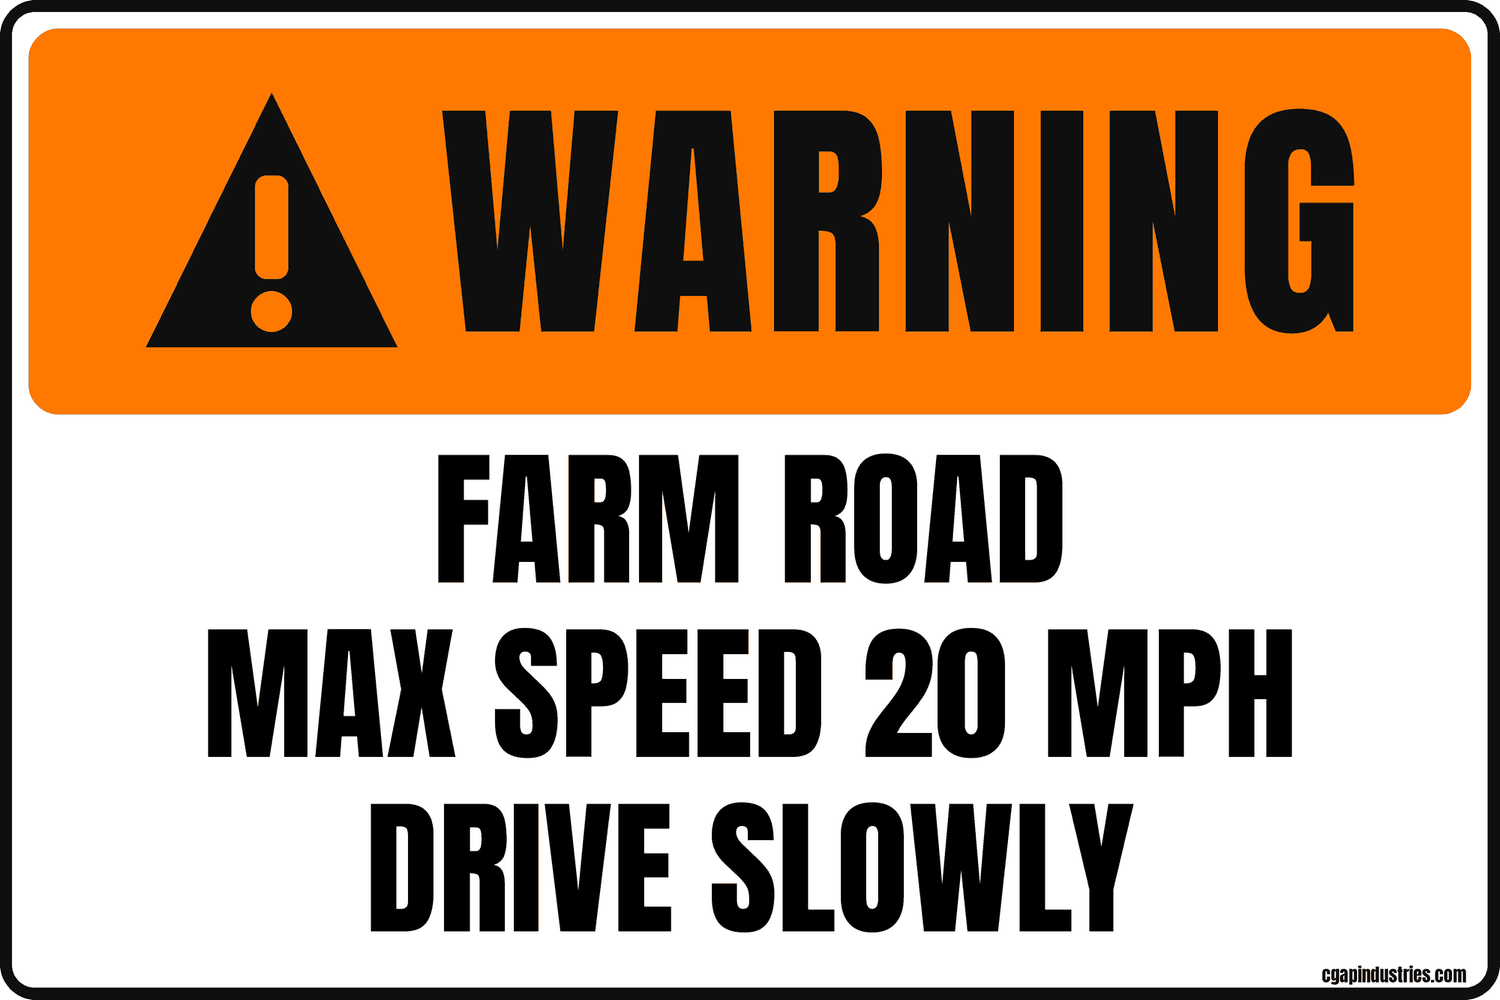 WARNING
FARM ROAD
MAX SPEED 20 MPH
DRIVE SLOWLY
cgapindustries.com